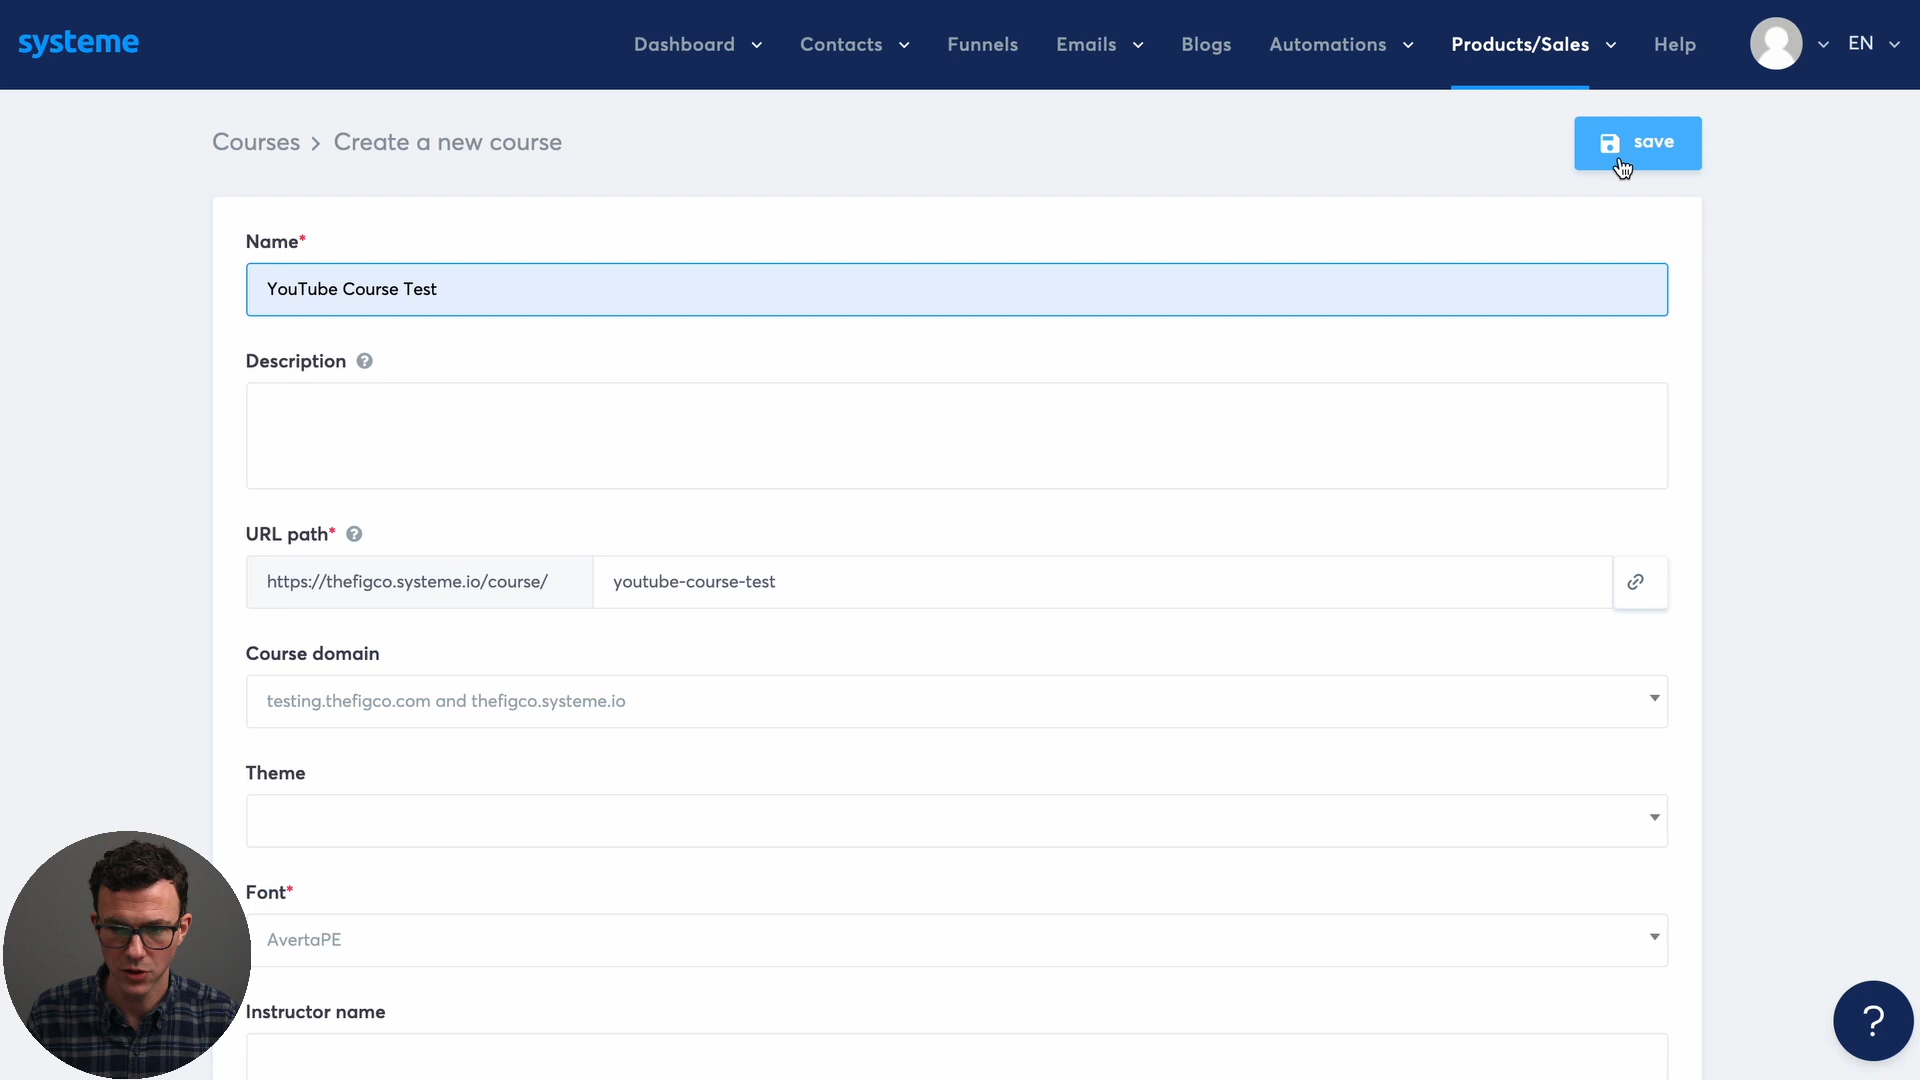 systeme
Dashboard Contacts Funnels Emails Blogs Automations Products/Sales Help EN
Courses > Create a new course
save
Name*
YouTube Course Test
Description ?
URL path* ?
https://thefigco.systeme.io/course/ youtube-course-test
Course domain
testing.thefigco.com and thefigco.systeme.io
Theme
Font*
AvertaPE
Instructor name
?